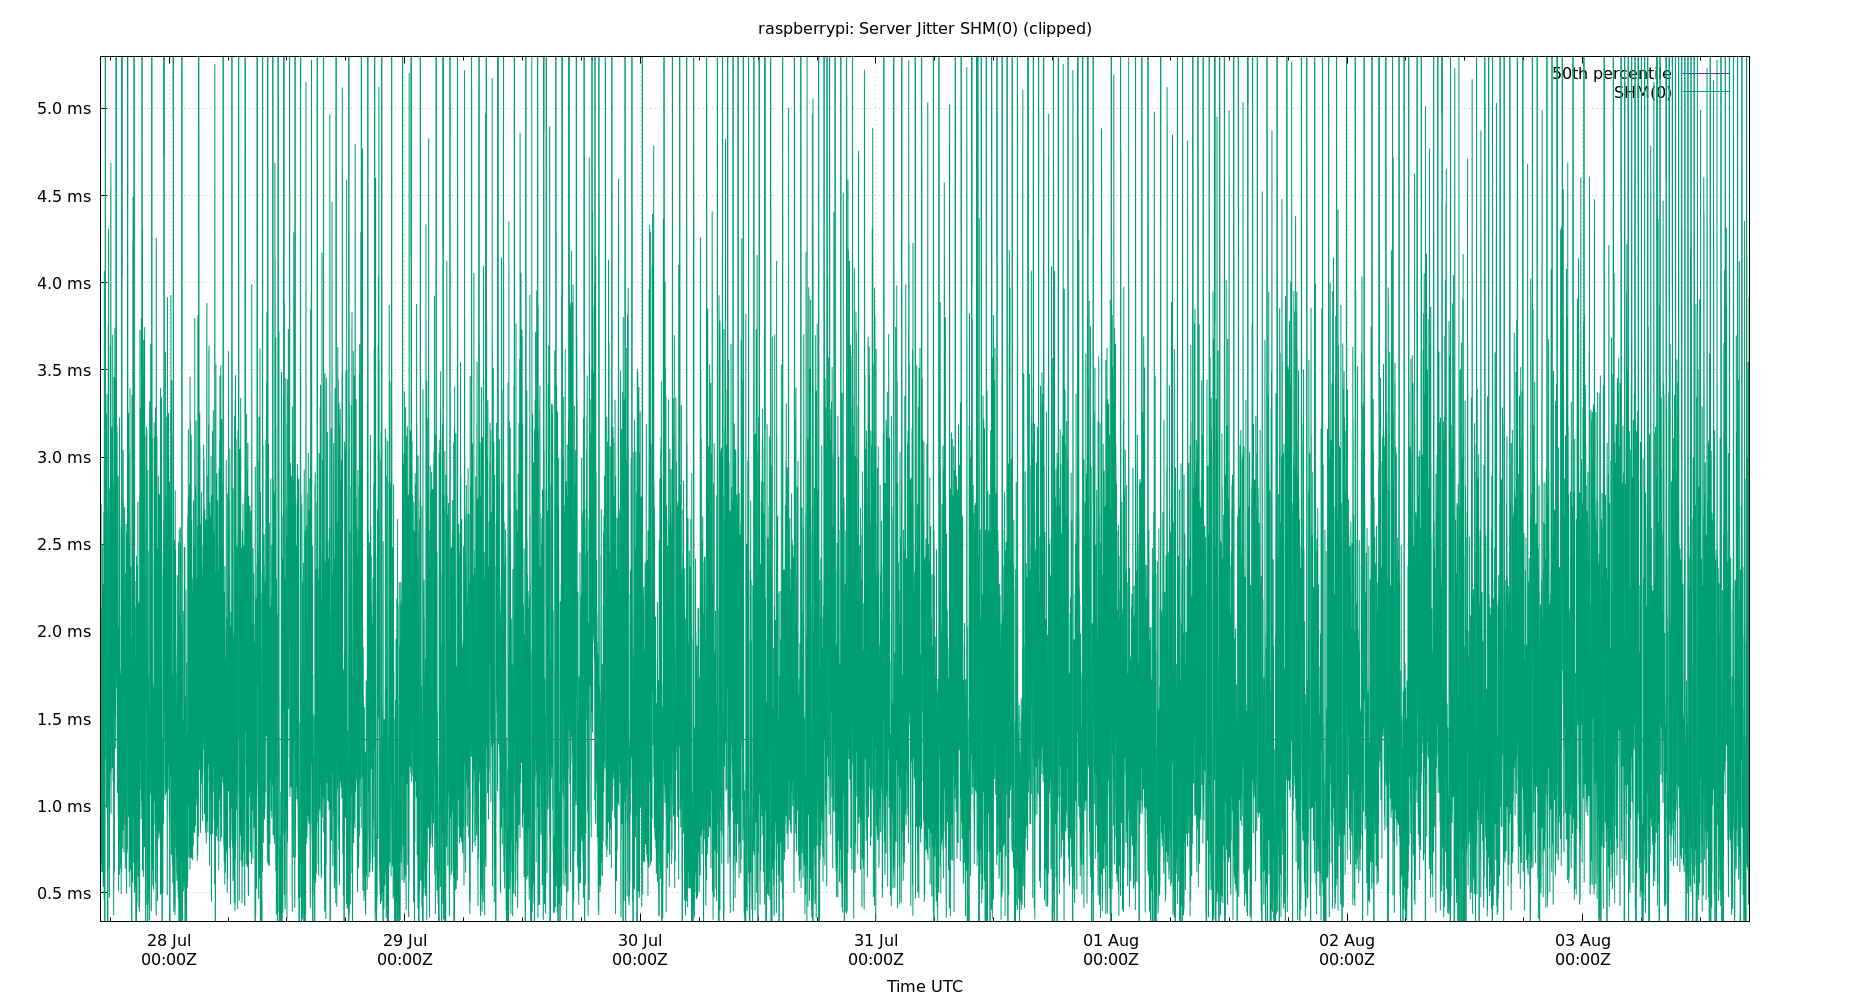 raspberrypi: Server Jitter SHM(0) (clipped)
50th percentile
SHM(0)
5.0 ms
4.5 ms
4.0 ms
3.5 ms
3.0 ms
2.5 ms
2.0 ms
1.5 ms
1.0 ms
0.5 ms
28 Jul 29 Jul 30 Jul 31 Jul 01 Aug 02 Aug 03 Aug
00:00Z 00:00Z 00:00Z 00:00Z 00:00Z 00:00Z 00:00Z
Time UTC